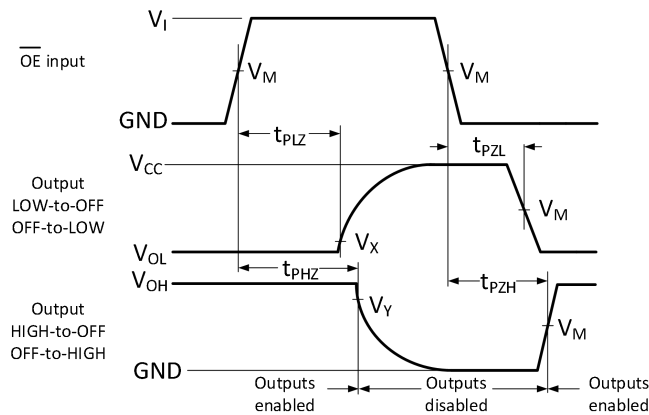 V_I
OE input
V_M
V_M
GND
t_PLZ
t_PZL
V_CC
Output
LOW-to-OFF
OFF-to-LOW
V_M
V_X
V_OL
t_PHZ
V_OH
t_PZH
V_Y
Output
HIGH-to-OFF
OFF-to-HIGH
V_M
GND
Outputs
enabled
Outputs
disabled
Outputs
enabled